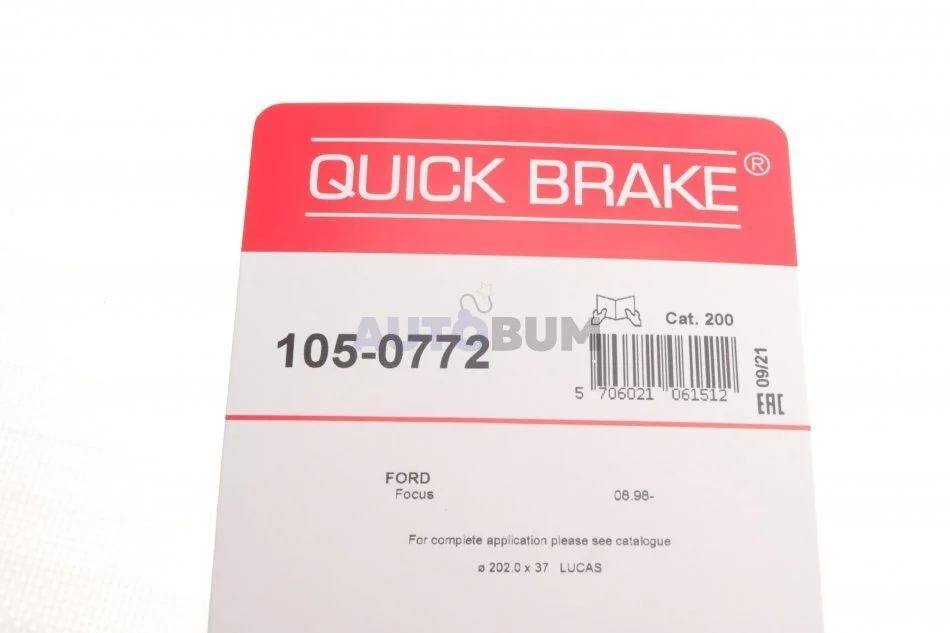 QUICK BRAKE®
AUTOBUM
Cat. 200
105-0772
5 706021 061512
09/21
EAC
FORD
Focus 08.98-
For complete application please see catalogue
ø 202.0 x 37 LUCAS